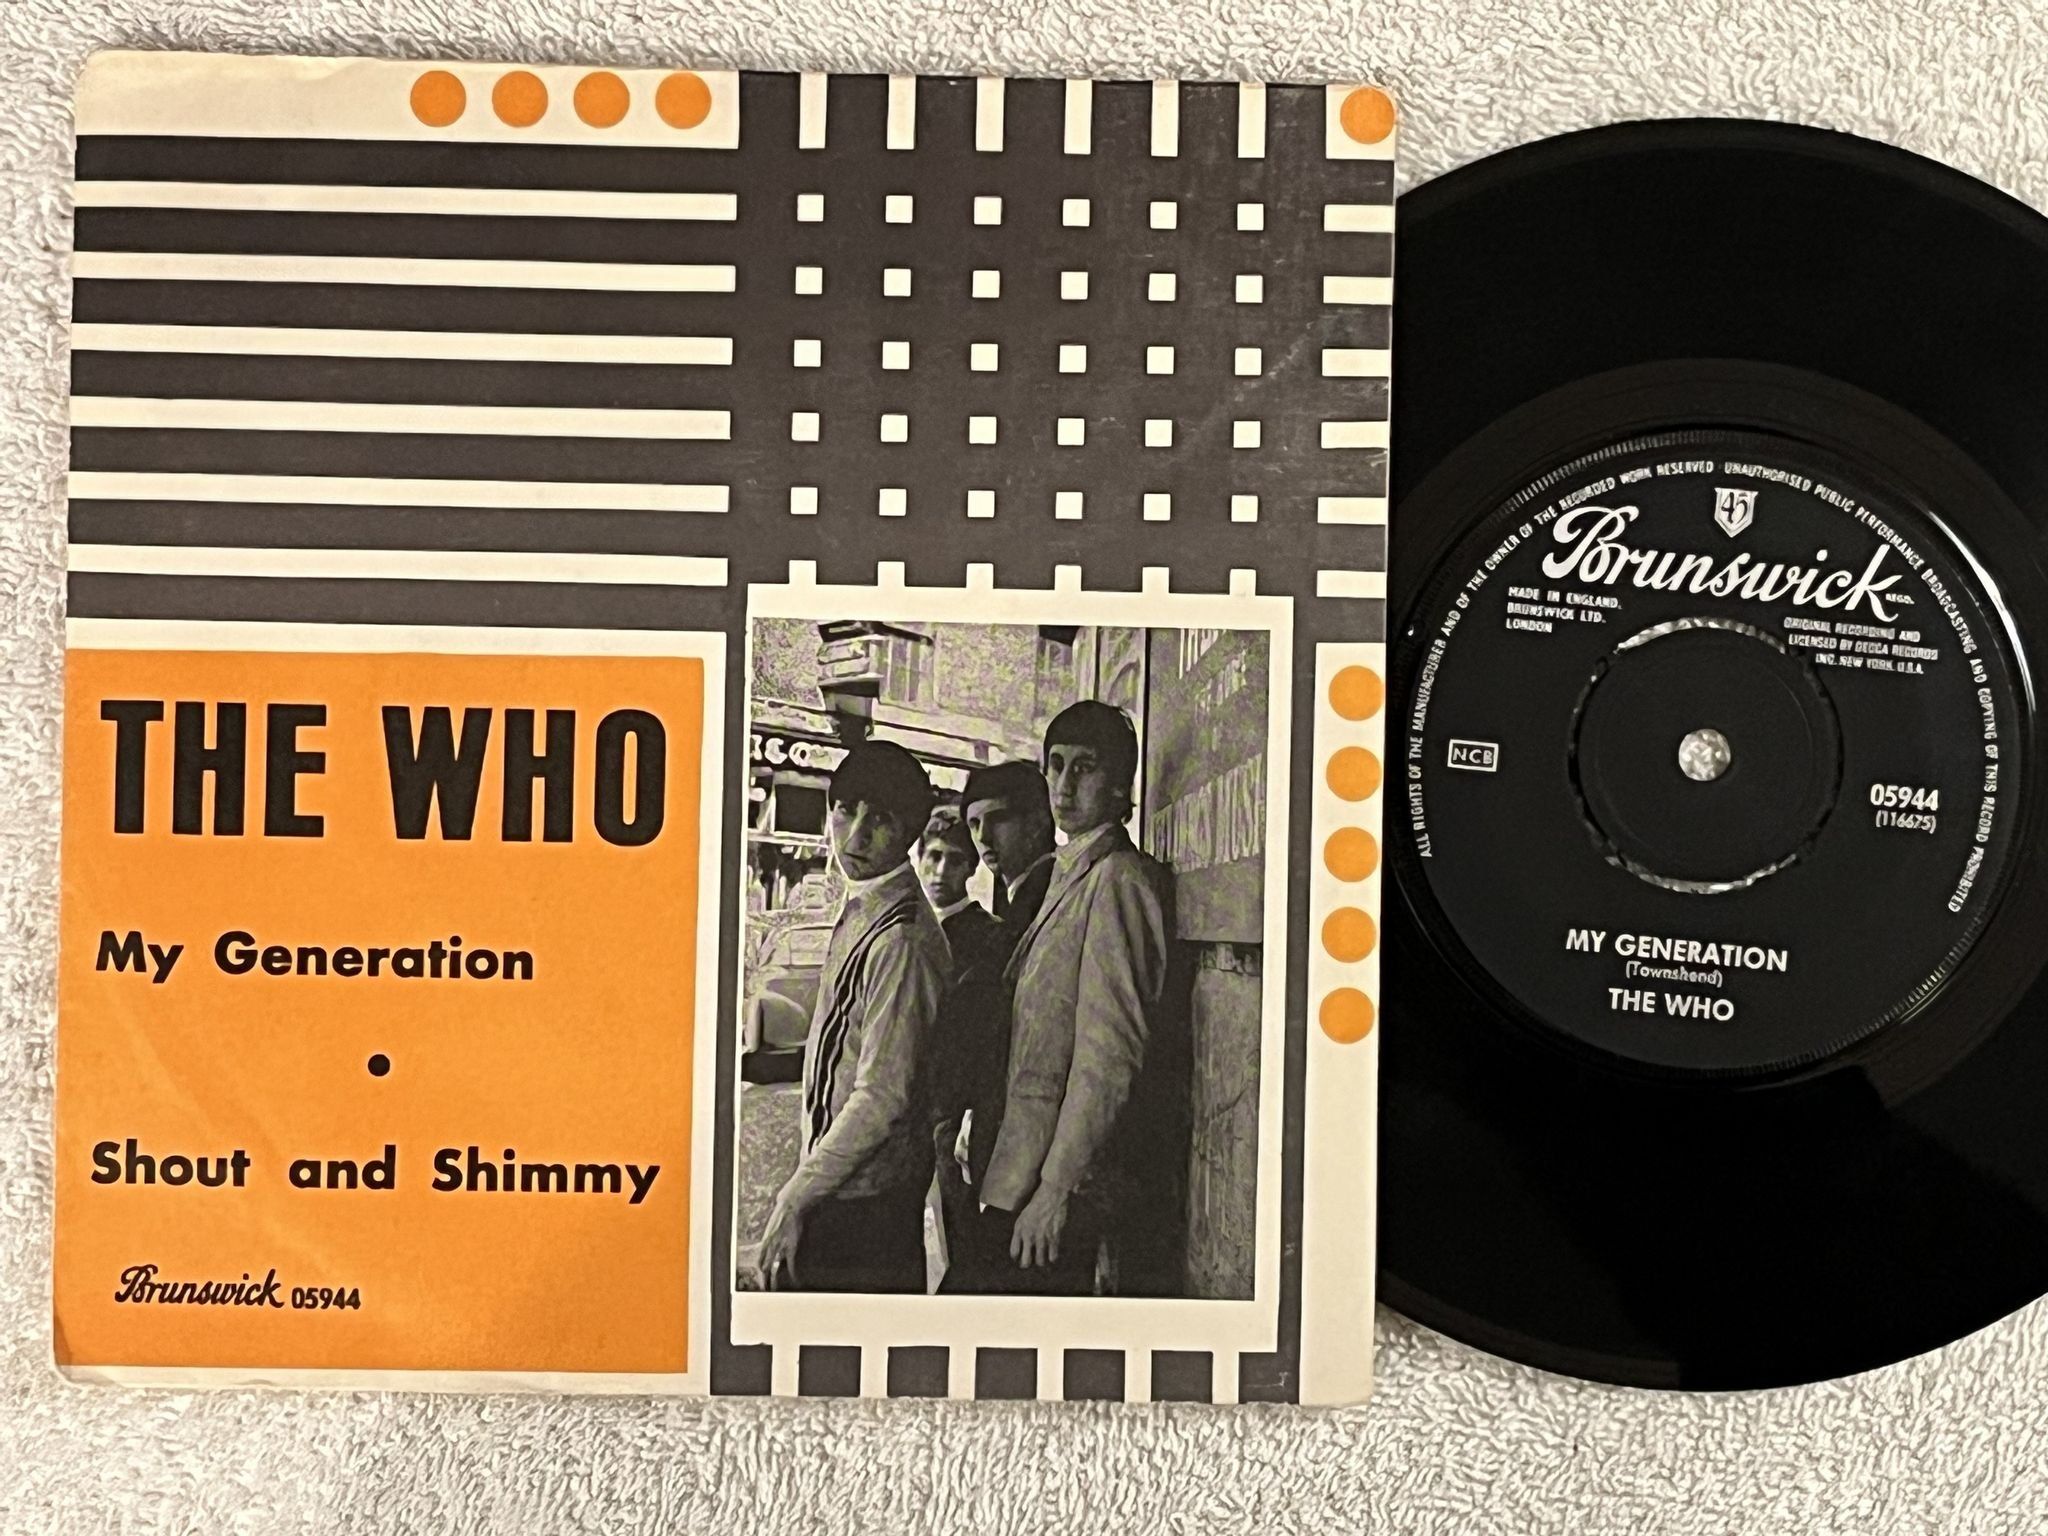 THE WHO
My Generation
•
Shout and Shimmy
Brunswick 05944
ALL RIGHTS OF THE MANUFACTURER AND OF THE OWNER OF THE RECORDED WORK RESERVED · UNAUTHORISED PUBLIC PERFORMANCE BROADCASTING AND COPYING OF THIS RECORD PROHIBITED
45
Brunswick
REGD.
MADE IN ENGLAND.
BRUNSWICK LTD.
LONDON
ORIGINAL RECORDING AND
LICENSED BY DECCA RECORDS
INC. NEW YORK U.S.A.
NCB
05944
(116675)
MY GENERATION
(Townshend)
THE WHO